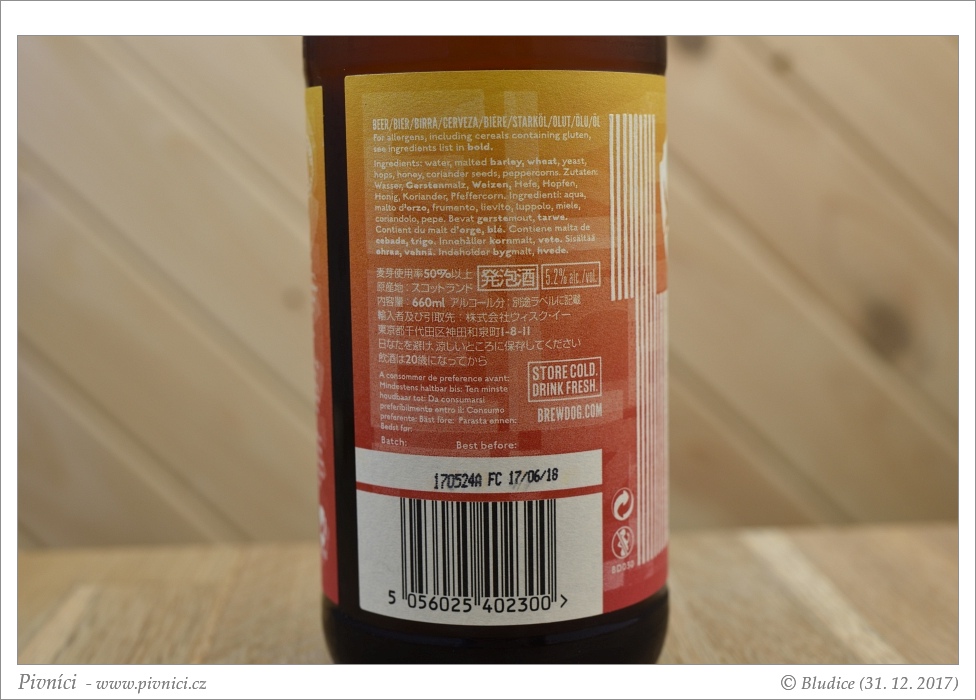 BEER/BIER/BIRRA/CERVEZA/BIÈRE/STARKÖL/OLUT/ÖLU/ØL
For allergens, including cereals containing gluten,
see ingredients list in bold.
Ingredients: water, malted barley, wheat, yeast,
hops, honey, coriander seeds, peppercorns. Zutaten:
Wasser, Gerstenmalz, Weizen, Hefe, Hopfen,
Honig, Koriander, Pfeffercorn. Ingredienti: aqua,
malto d'orzo, frumento, lievito, luppolo, miele,
coriandolo, pepe. Bevat gerstemout, tarwe.
Contient du malt d'orge, blé. Contiene malta de
cebada, trigo. Innehåller kornmalt, vete. Sisältää
ohraa, vehnä. Indeholder bygmalt, hvede.
麦芽使用率50%以上 発泡酒 5.2% alc./vol.
原産地：スコットランド
内容量：660ml アルコール分：別途ラベルに記載
輸入者及び引取先：株式会社ウィスク・イー
東京都千代田区神田和泉町1-8-11
日なたを避け、涼しいところに保存してください
飲酒は20歳になってから
A consommer de preference avant:
Mindestens haltbar bis: Ten minste
houdbaar tot: Da consumarsi
preferibilmente entro il: Consumo
preferente: Bäst före: Parasta ennen:
Bedst før:
STORE COLD.
DRINK FRESH.
BREWDOG.COM
Batch: Best before:
170524A FC 17/06/18
5 056025 402300 >
Pivníci - www.pivnici.cz
© Bludice (31. 12. 2017)